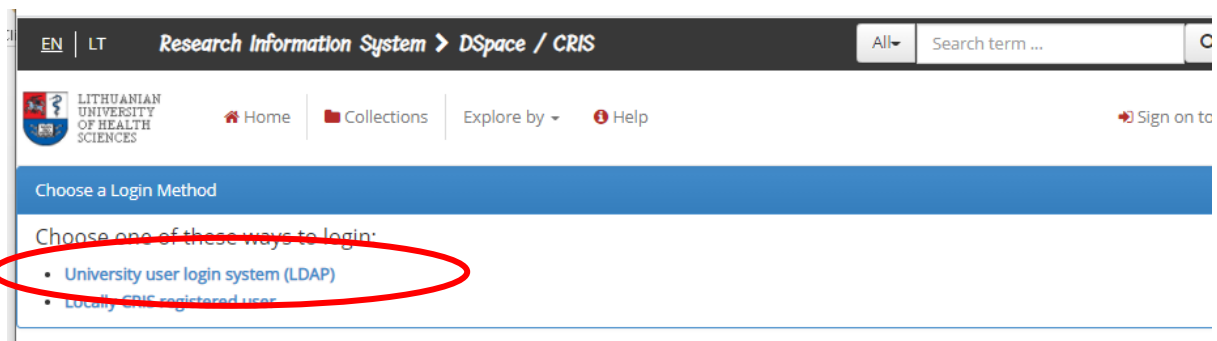 EN | LT Research Information System > DSpace / CRIS All Search term ...
LITHUANIAN
UNIVERSITY
OF HEALTH
SCIENCES
Home Collections Explore by Help Sign on to
Choose a Login Method
Choose one of these ways to login:
• University user login system (LDAP)
• Locally CRIS registered user